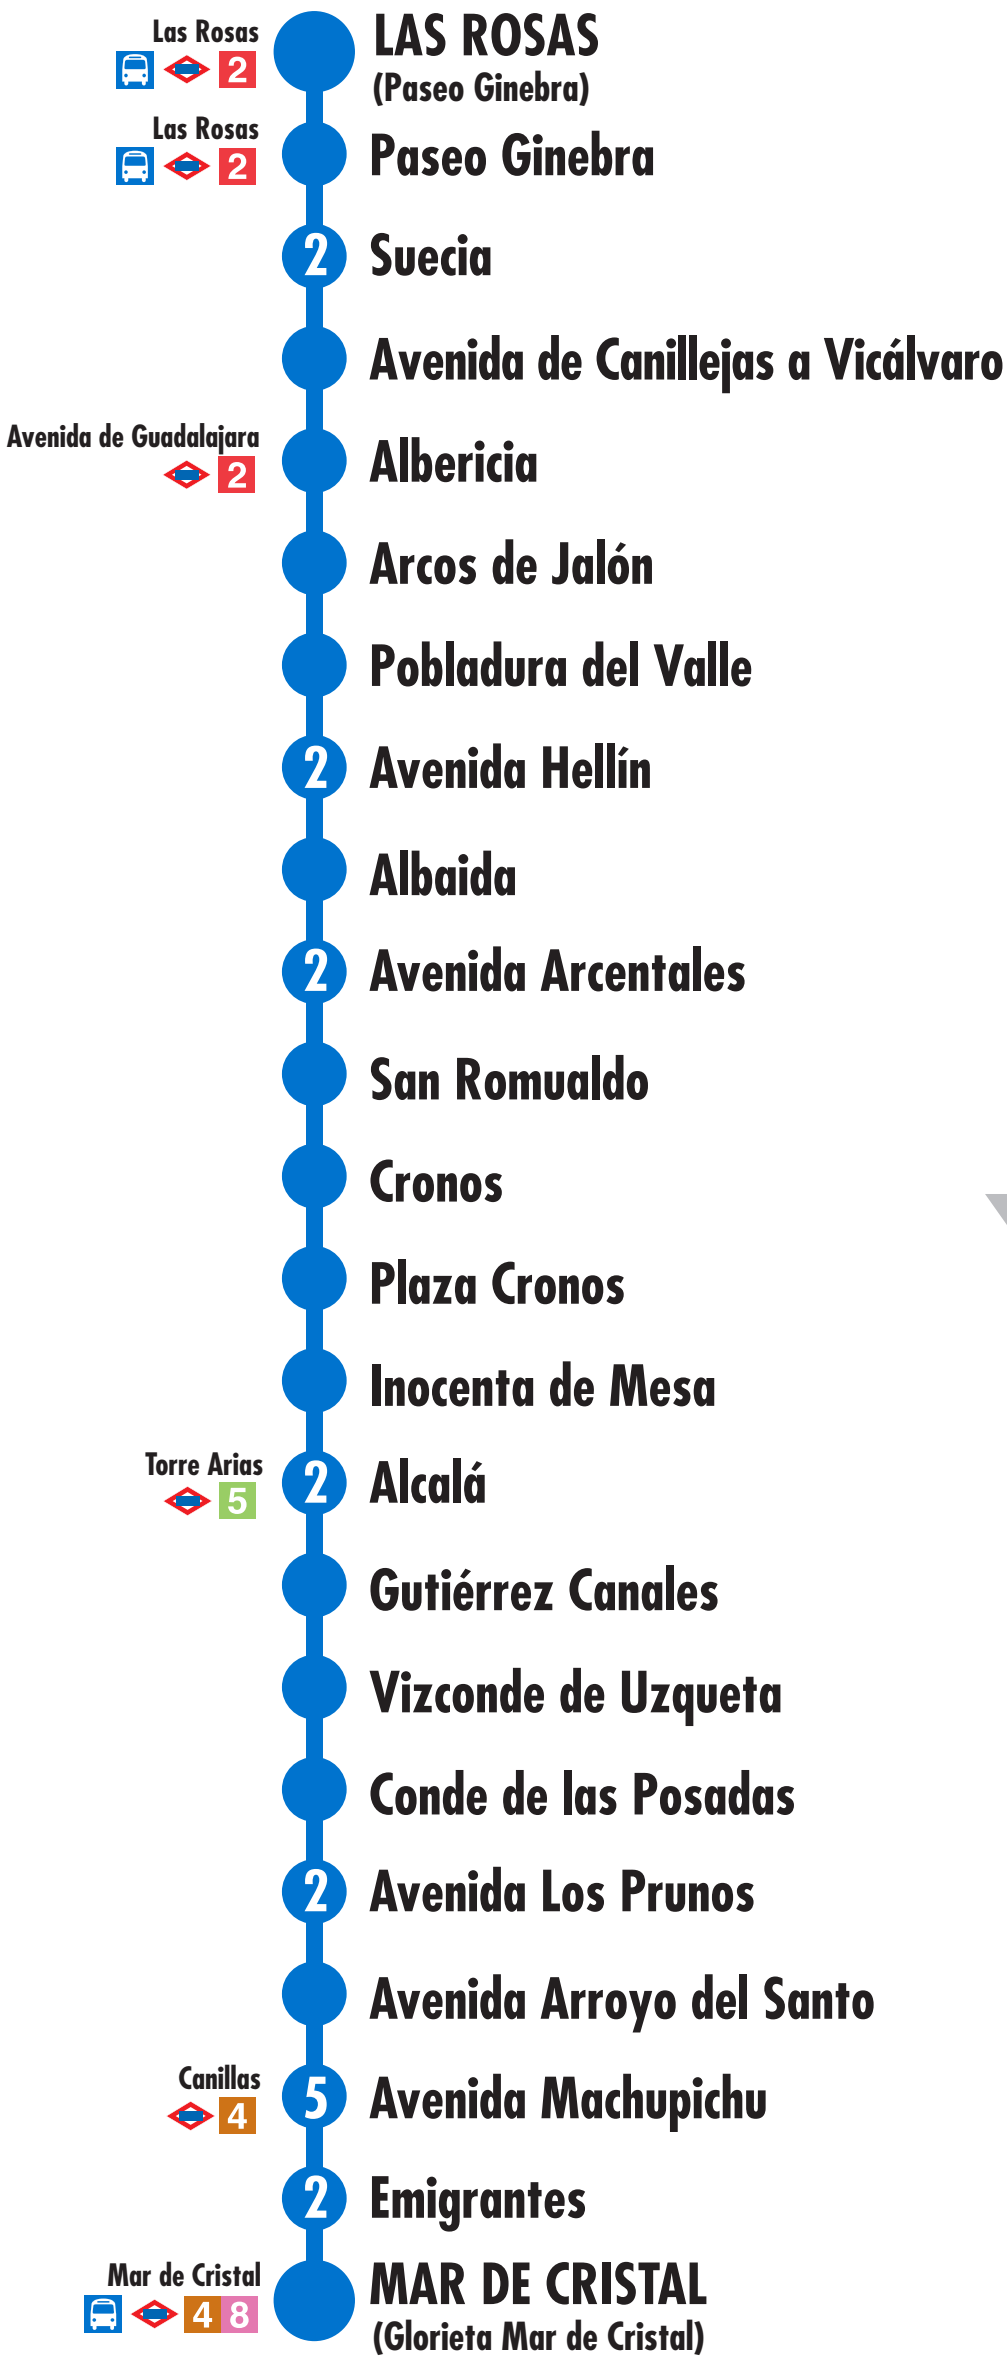 Las Rosas
2
LAS ROSAS
(Paseo Ginebra)
Las Rosas
2
Paseo Ginebra
2 Suecia
Avenida de Canillejas a Vicálvaro
Avenida de Guadalajara
2
Albericia
Arcos de Jalón
Pobladura del Valle
2 Avenida Hellín
Albaida
2 Avenida Arcentales
San Romualdo
Cronos
Plaza Cronos
Inocenta de Mesa
Torre Arias
5
2 Alcalá
Gutiérrez Canales
Vizconde de Uzqueta
Conde de las Posadas
2 Avenida Los Prunos
Avenida Arroyo del Santo
Canillas
4
5 Avenida Machupichu
2 Emigrantes
Mar de Cristal
4 8
MAR DE CRISTAL
(Glorieta Mar de Cristal)